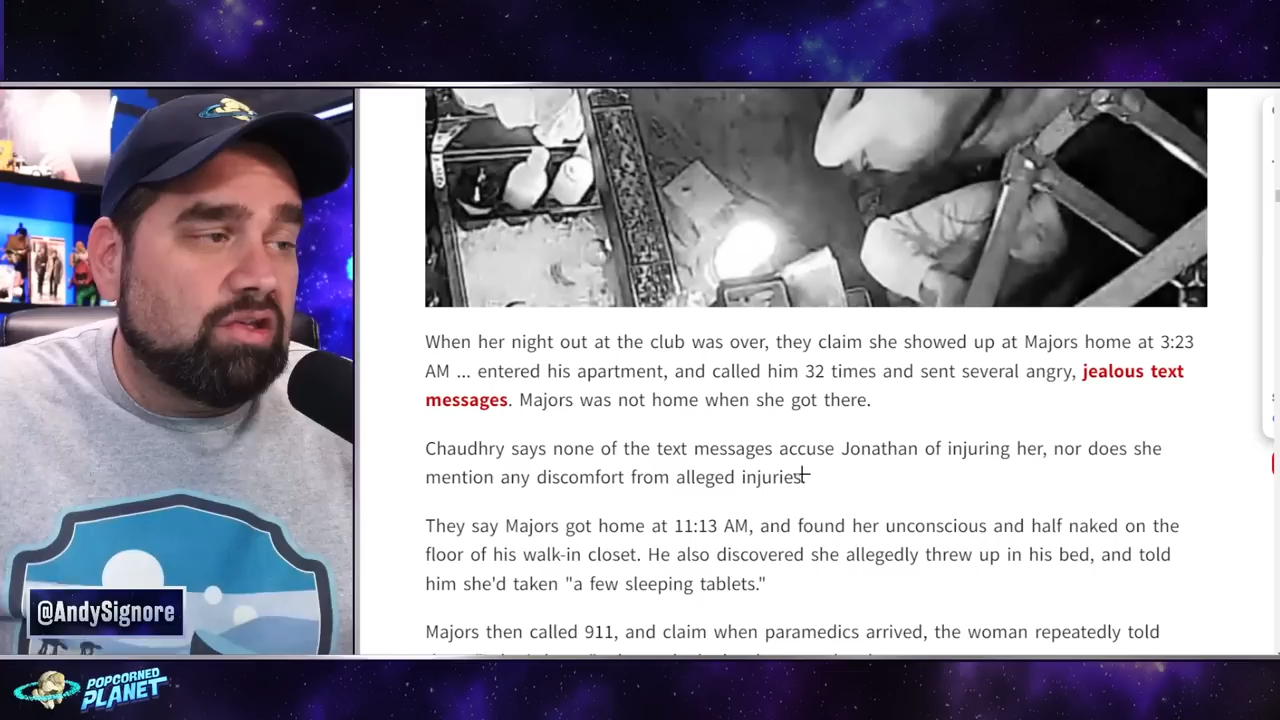 When her night out at the club was over, they claim she showed up at Majors home at 3:23
AM ... entered his apartment, and called him 32 times and sent several angry, jealous text
messages. Majors was not home when she got there.
Chaudhry says none of the text messages accuse Jonathan of injuring her, nor does she
mention any discomfort from alleged injuries
They say Majors got home at 11:13 AM, and found her unconscious and half naked on the
floor of his walk-in closet. He also discovered she allegedly threw up in his bed, and told
him she'd taken "a few sleeping tablets."
Majors then called 911, and claim when paramedics arrived, the woman repeatedly told
@AndySignore
POPCORNED
PLANET